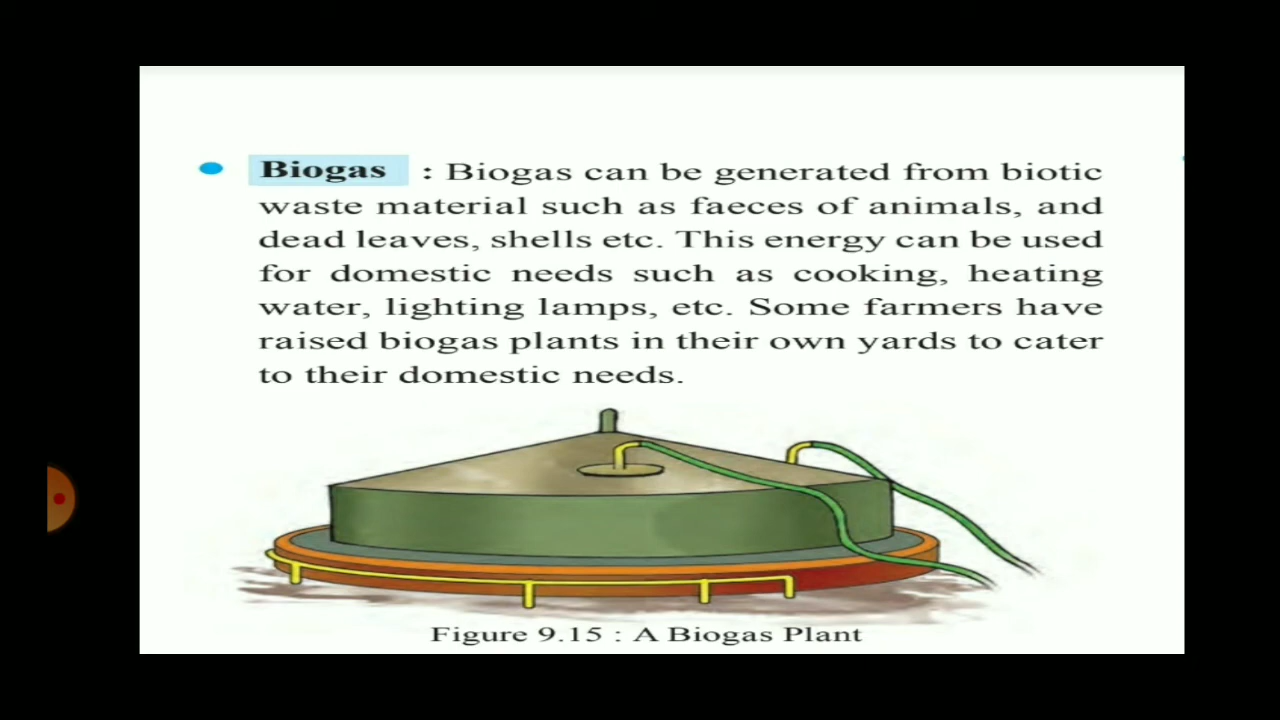 Biogas : Biogas can be generated from biotic
waste material such as faeces of animals, and
dead leaves, shells etc. This energy can be used
for domestic needs such as cooking, heating
water, lighting lamps, etc. Some farmers have
raised biogas plants in their own yards to cater
to their domestic needs.
Figure 9.15 : A Biogas Plant